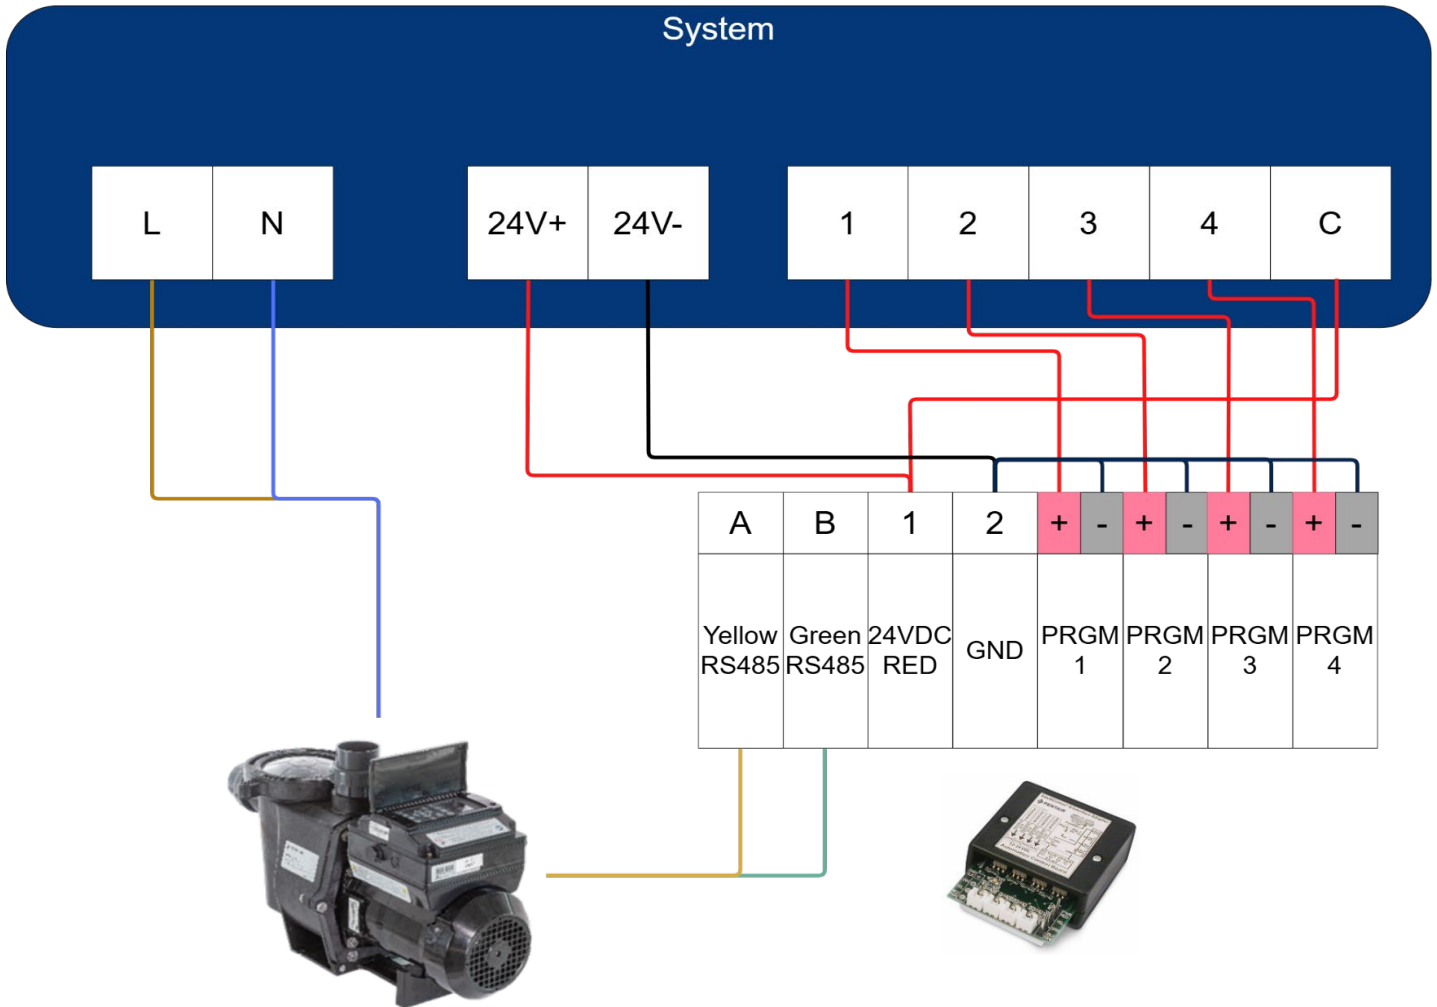 System
L N 24V+ 24V- 1 2 3 4 C
A B 1 2 + - + - + - + -
Yellow RS485
Green RS485
24VDC RED
GND
PRGM 1
PRGM 2
PRGM 3
PRGM 4
PENTAIR